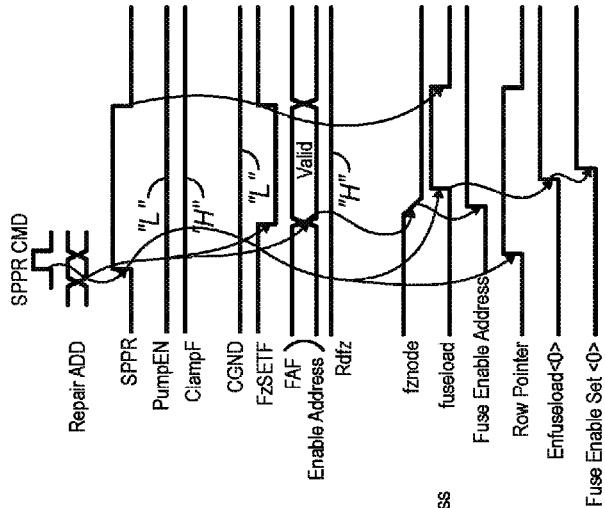 SPPR CMD
Repair ADD
SPPR
PumpEN
"L"
ClampF
"H"
CGND
"L"
FzSETF
FAF
Enable Address
Valid
Rdfz
"H"
fznode
fuseload
Fuse Enable Address
Row Pointer
Enfuseload<0>
Fuse Enable Set <0>
ss